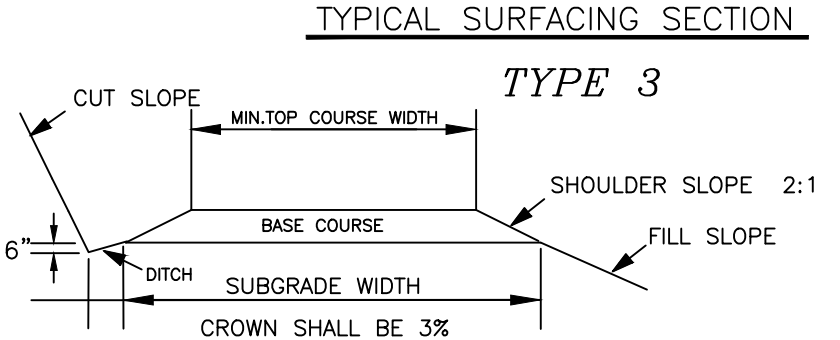 TYPICAL SURFACING SECTION
TYPE 3
CUT SLOPE
MIN.TOP COURSE WIDTH
SHOULDER SLOPE 2:1
BASE COURSE
FILL SLOPE
6"
DITCH
SUBGRADE WIDTH
CROWN SHALL BE 3%